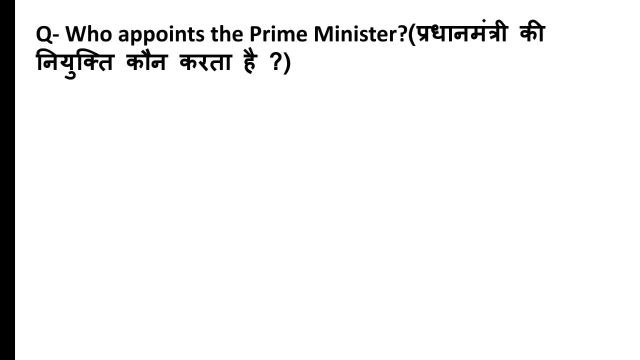 Q- Who appoints the Prime Minister?(प्रधानमंत्री की
नियुक्ति कौन करता है ?)